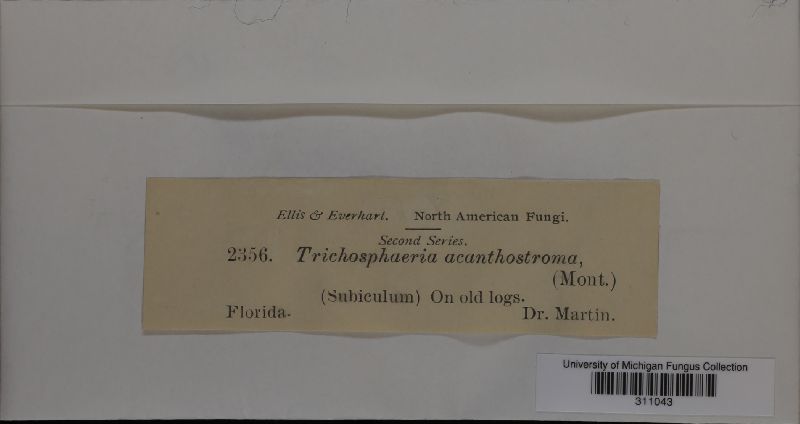 Ellis & Everhart. North American Fungi.
Second Series.
2356. Trichosphaeria acanthostroma,
(Mont.)
(Subiculum) On old logs.
Florida. Dr. Martin.
University of Michigan Fungus Collection
311043